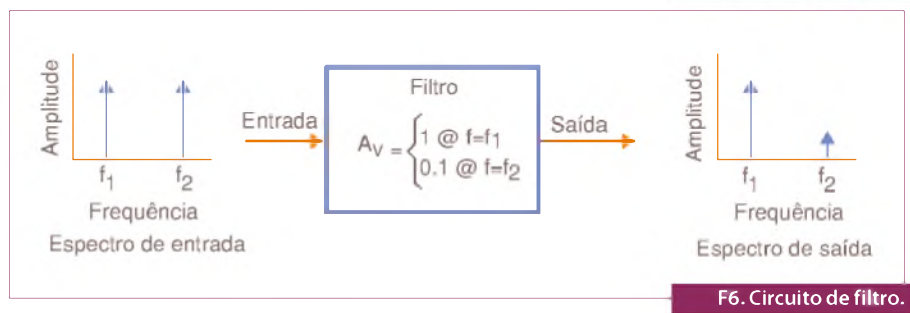 Amplitude
f1
f2
Frequência
Espectro de entrada
Entrada
Filtro
Av = {1 @ f=f1
0.1 @ f=f2
Saída
Amplitude
f1
f2
Frequência
Espectro de saída
F6. Circuito de filtro.